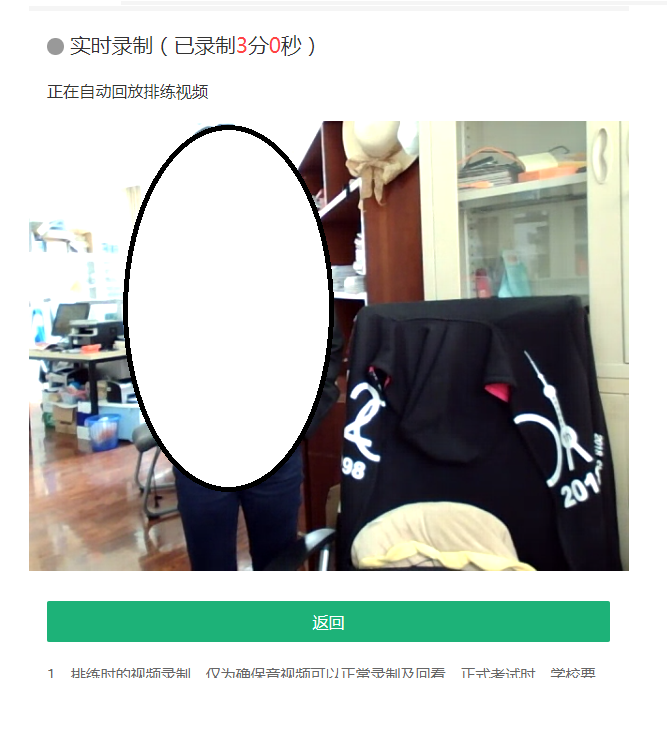 实时录制（已录制3分0秒）
正在自动回放排练视频
98
201
返回
1、排练时的视频录制，仅为确保音视频可以正常录制及回看，正式考试时，学校要